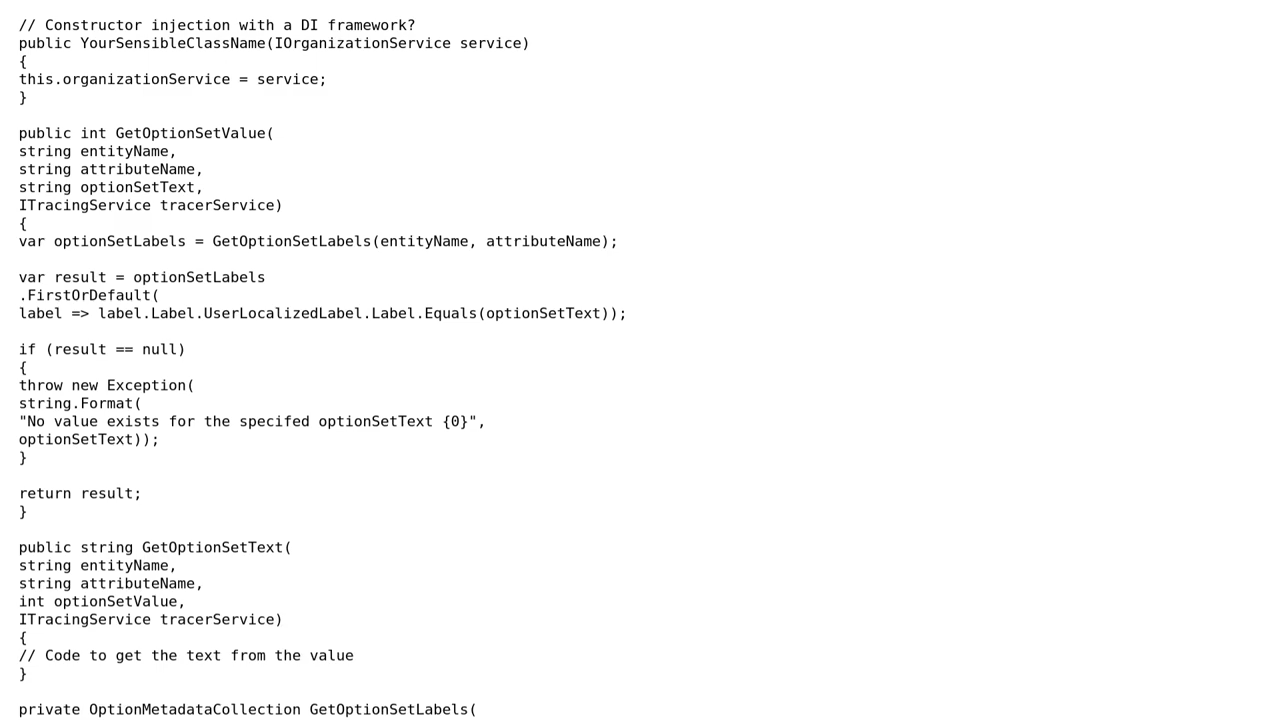 // Constructor injection with a DI framework?
public YourSensibleClassName(IOrganizationService service)
{
this.organizationService = service;
}

public int GetOptionSetValue(
string entityName,
string attributeName,
string optionSetText,
ITracingService tracerService)
{
var optionSetLabels = GetOptionSetLabels(entityName, attributeName);

var result = optionSetLabels
.FirstOrDefault(
label => label.Label.UserLocalizedLabel.Label.Equals(optionSetText));

if (result == null)
{
throw new Exception(
string.Format(
"No value exists for the specifed optionSetText {0}",
optionSetText));
}

return result;
}

public string GetOptionSetText(
string entityName,
string attributeName,
int optionSetValue,
ITracingService tracerService)
{
// Code to get the text from the value
}

private OptionMetadataCollection GetOptionSetLabels(